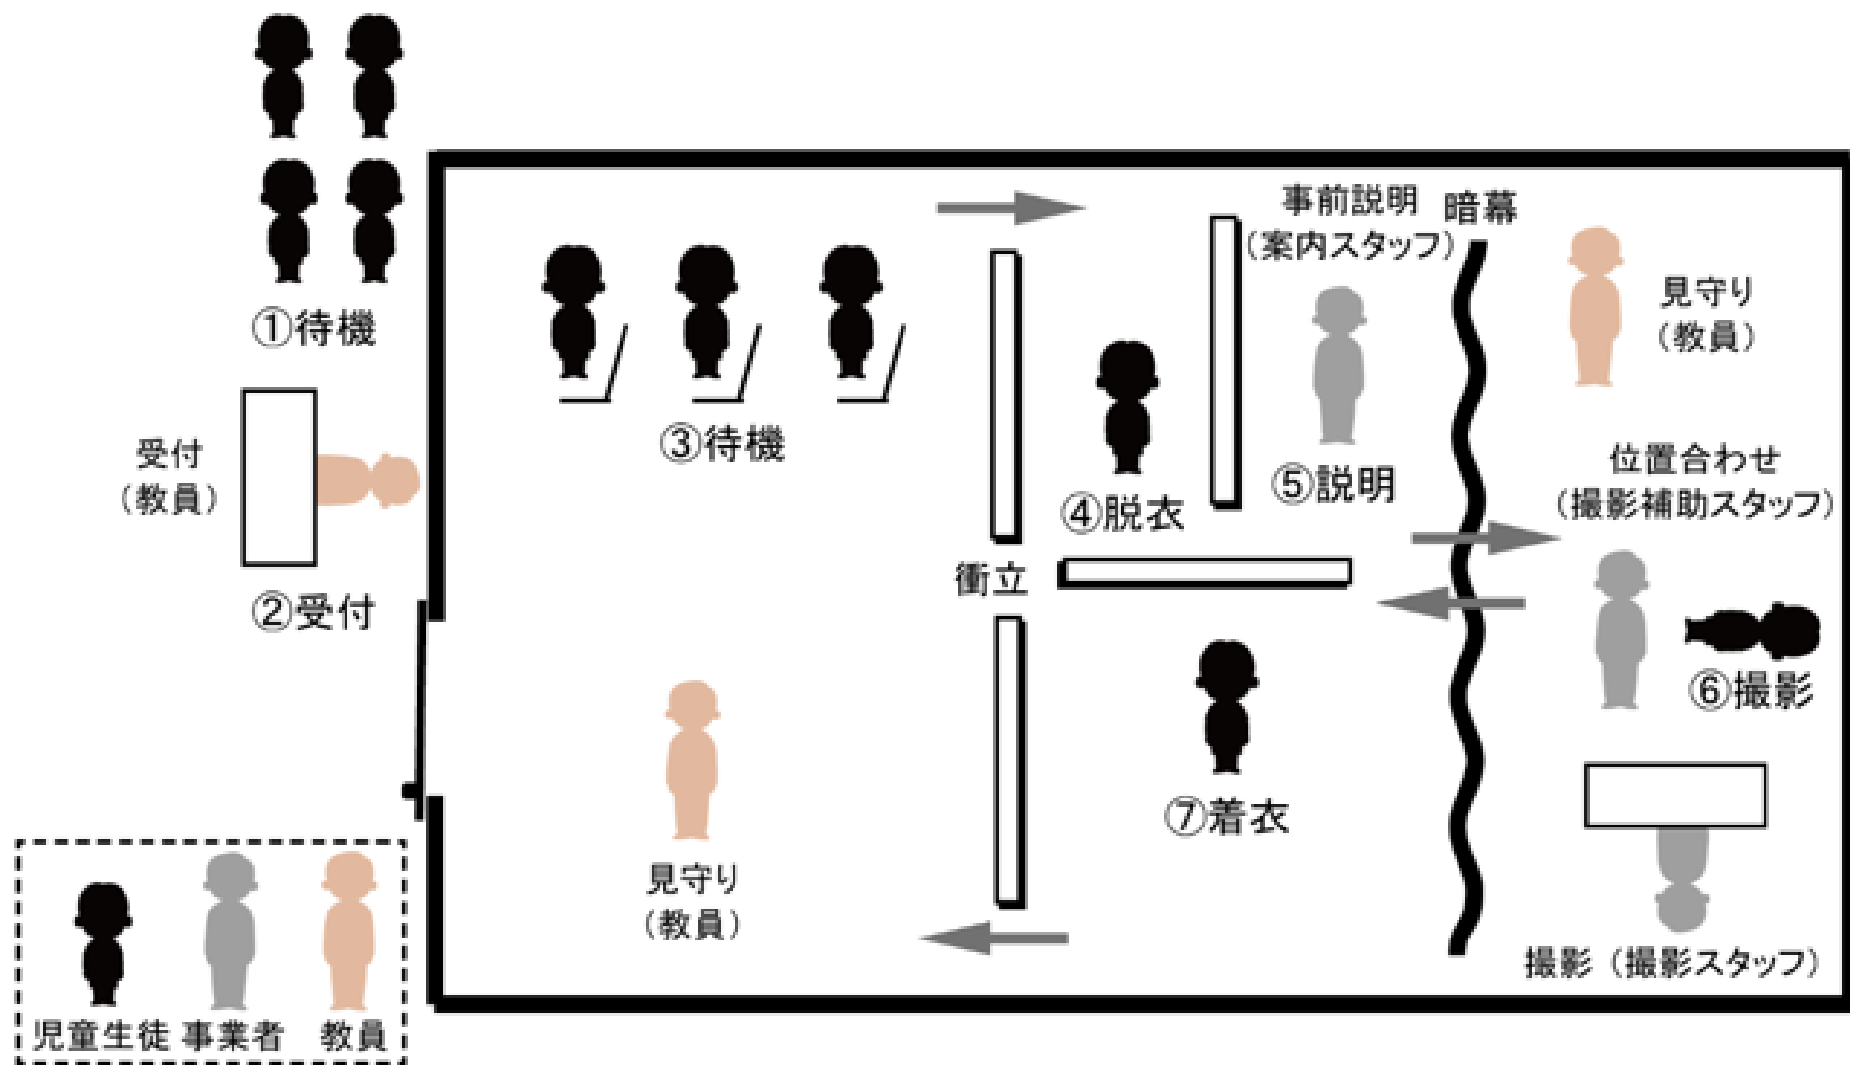 ①待機
受付
（教員）
②受付
③待機
見守り
（教員）
衝立
④脱衣
事前説明
（案内スタッフ）
⑤説明
暗幕
見守り
（教員）
位置合わせ
（撮影補助スタッフ）
⑥撮影
撮影（撮影スタッフ）
⑦着衣
児童生徒 事業者 教員